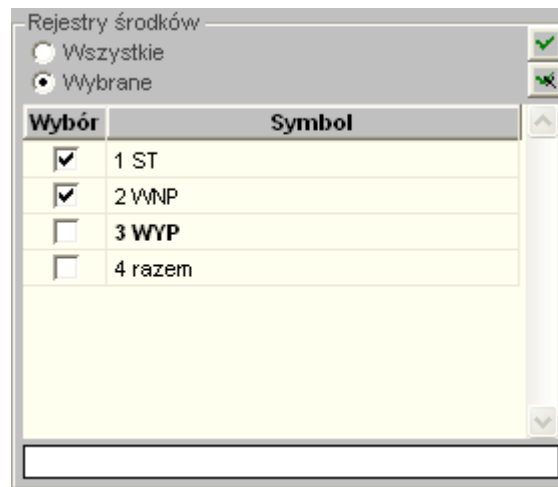 Rejestry środków
Wszystkie
Wybrane
Wybór Symbol
1 ST
2 WNP
3 WYP
4 razem